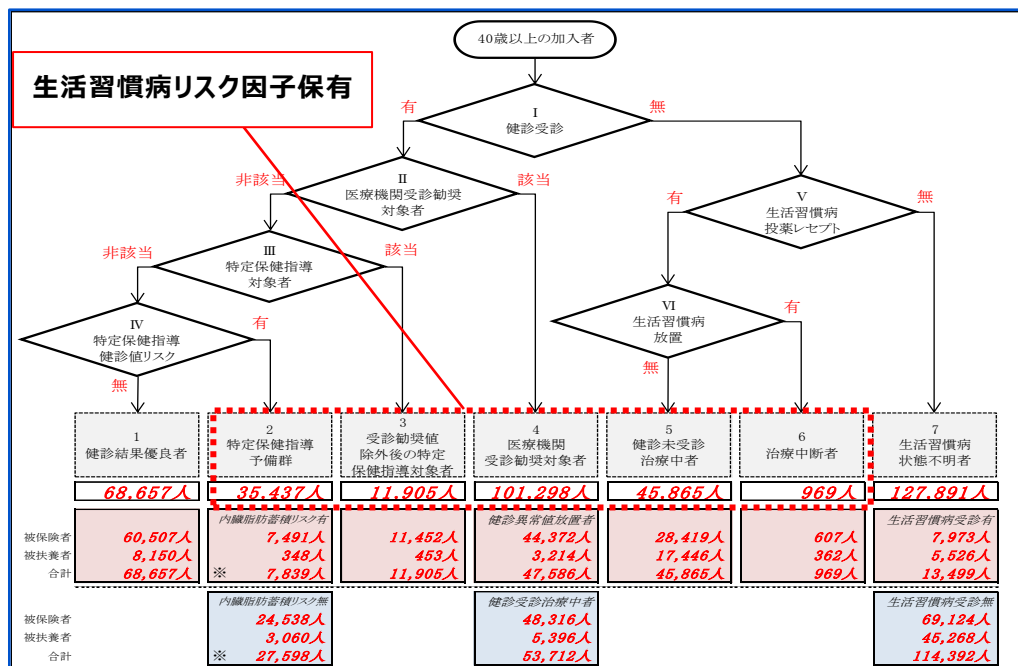 40歳以上の加入者
生活習慣病リスク因子保有
有
Ⅰ
健診受診
無
非該当
Ⅱ
医療機関受診勧奨
対象者
該当
有
Ⅴ
生活習慣病
投薬レセプト
無
非該当
Ⅲ
特定保健指導
対象者
該当
Ⅳ
特定保健指導
健診値リスク
有
無
Ⅵ
生活習慣病
放置
有
無
1
健診結果優良者
2
特定保健指導
予備群
3
受診勧奨値
除外後の特定
保健指導対象者
4
医療機関
受診勧奨対象者
5
健診未受診
治療中者
6
治療中断者
7
生活習慣病
状態不明者
68,657人 35,437人 11,905人 101,298人 45,865人 969人 127,891人
内臓脂肪蓄積リスク有 健診異常値放置者 生活習慣病受診有
被保険者 60,507人 7,491人 11,452人 44,372人 28,419人 607人 7,973人
被扶養者 8,150人 348人 453人 3,214人 17,446人 362人 5,526人
合計 68,657人 ※ 7,839人 11,905人 47,586人 45,865人 969人 13,499人
内臓脂肪蓄積リスク無 健診受診治療中者 生活習慣病受診無
被保険者 24,538人 48,316人 69,124人
被扶養者 3,060人 5,396人 45,268人
合計 ※ 27,598人 53,712人 114,392人